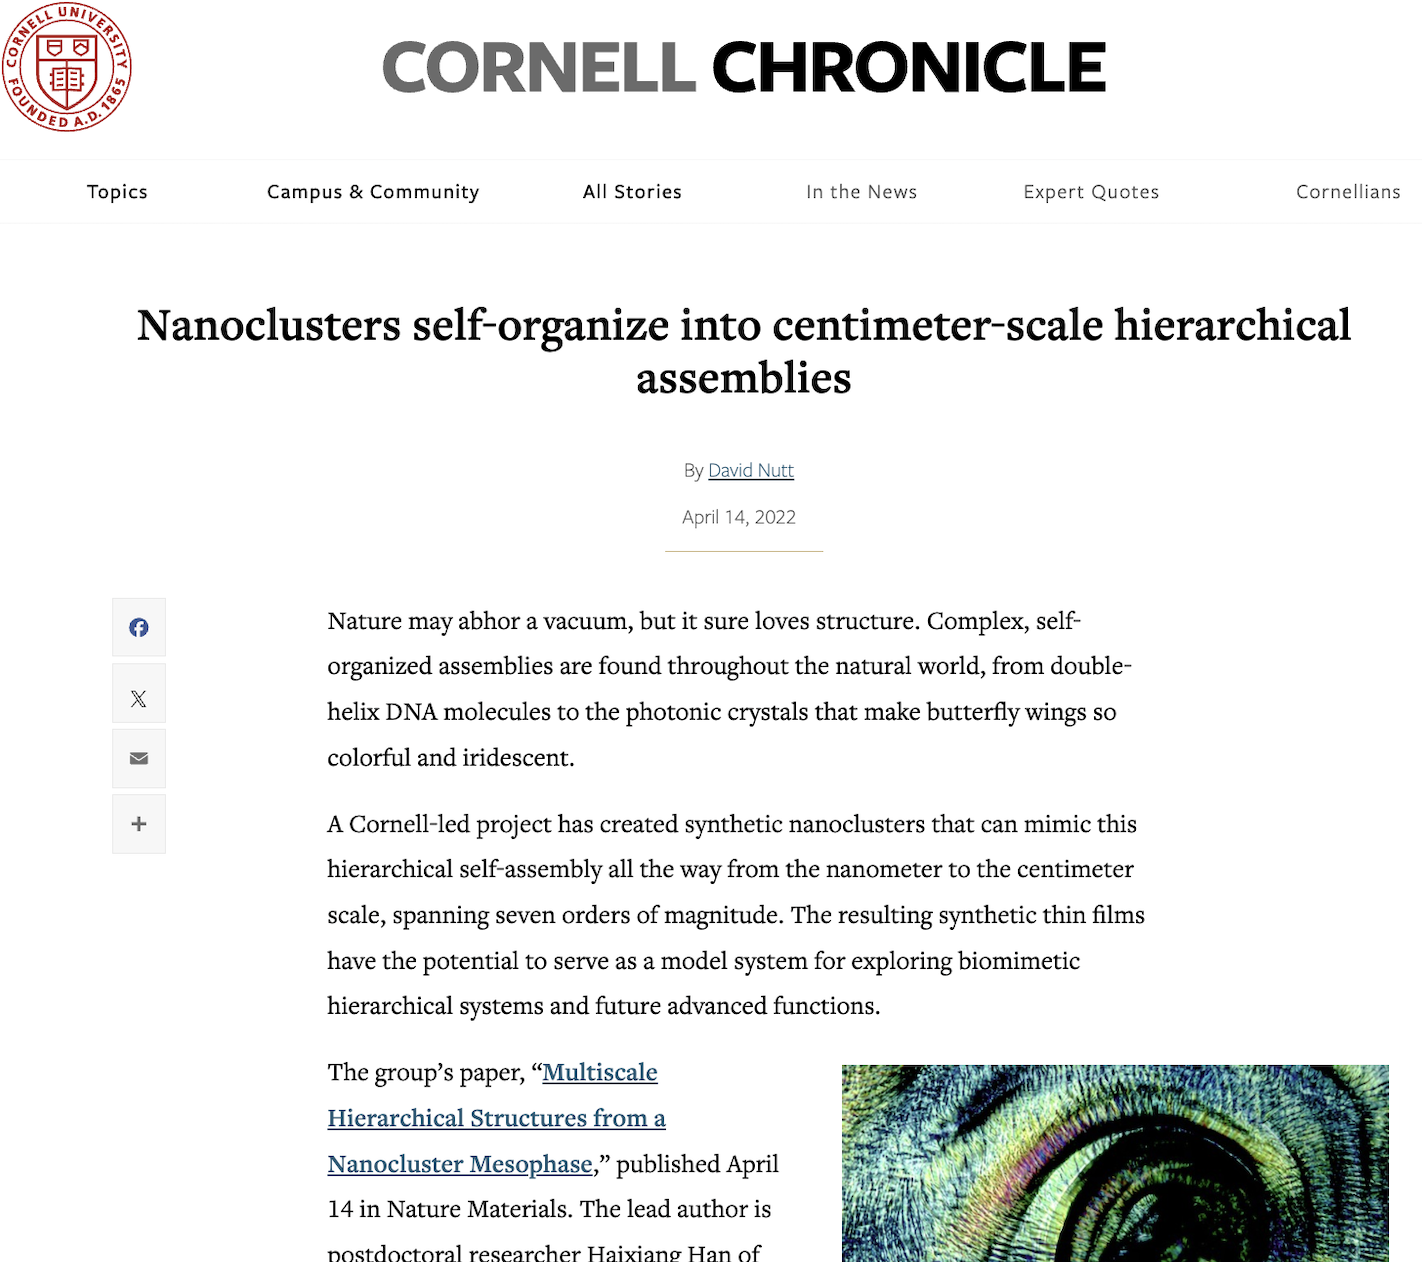 CORNELL UNIVERSITY
FOUNDED A.D. 1865
CORNELL CHRONICLE
Topics
Campus & Community
All Stories
In the News
Expert Quotes
Cornellians
Nanoclusters self-organize into centimeter-scale hierarchical
assemblies
By David Nutt
April 14, 2022
Nature may abhor a vacuum, but it sure loves structure. Complex, self-
organized assemblies are found throughout the natural world, from double-
helix DNA molecules to the photonic crystals that make butterfly wings so
colorful and iridescent.
A Cornell-led project has created synthetic nanoclusters that can mimic this
hierarchical self-assembly all the way from the nanometer to the centimeter
scale, spanning seven orders of magnitude. The resulting synthetic thin films
have the potential to serve as a model system for exploring biomimetic
hierarchical systems and future advanced functions.
The group’s paper, “Multiscale
Hierarchical Structures from a
Nanocluster Mesophase,” published April
14 in Nature Materials. The lead author is
postdoctoral researcher Haixiang Han of